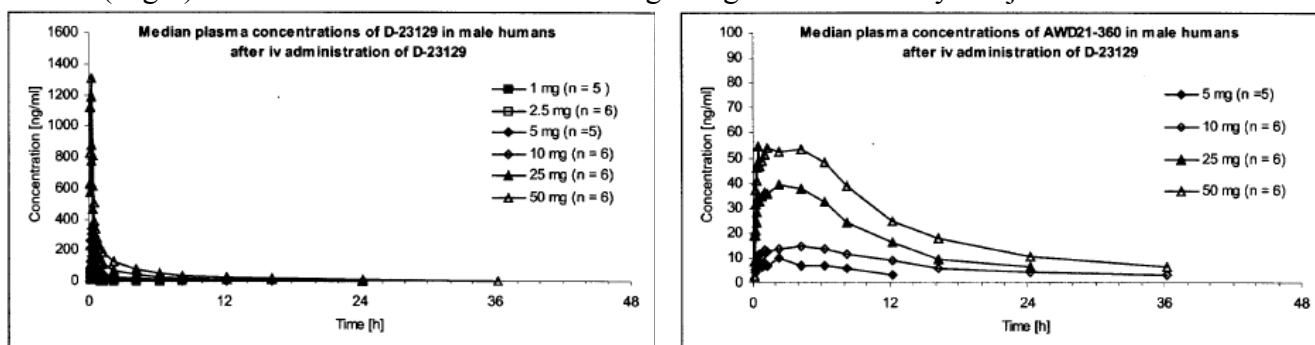 Median plasma concentrations of D-23129 in male humans
after iv administration of D-23129
Concentration [ng/ml]
1600
1400
1200
1000
800
600
400
200
0
1 mg (n = 5 )
2.5 mg (n = 6)
5 mg (n =5)
10 mg (n = 6)
25 mg (n = 6)
50 mg (n = 6)
0
12
24
36
48
Time [h]
Median plasma concentrations of AWD21-360 in male humans
after iv administration of D-23129
Concentration [ng/ml]
100
90
80
70
60
50
40
30
20
10
0
5 mg (n =5)
10 mg (n = 6)
25 mg (n = 6)
50 mg (n = 6)
0
12
24
36
48
Time [h]